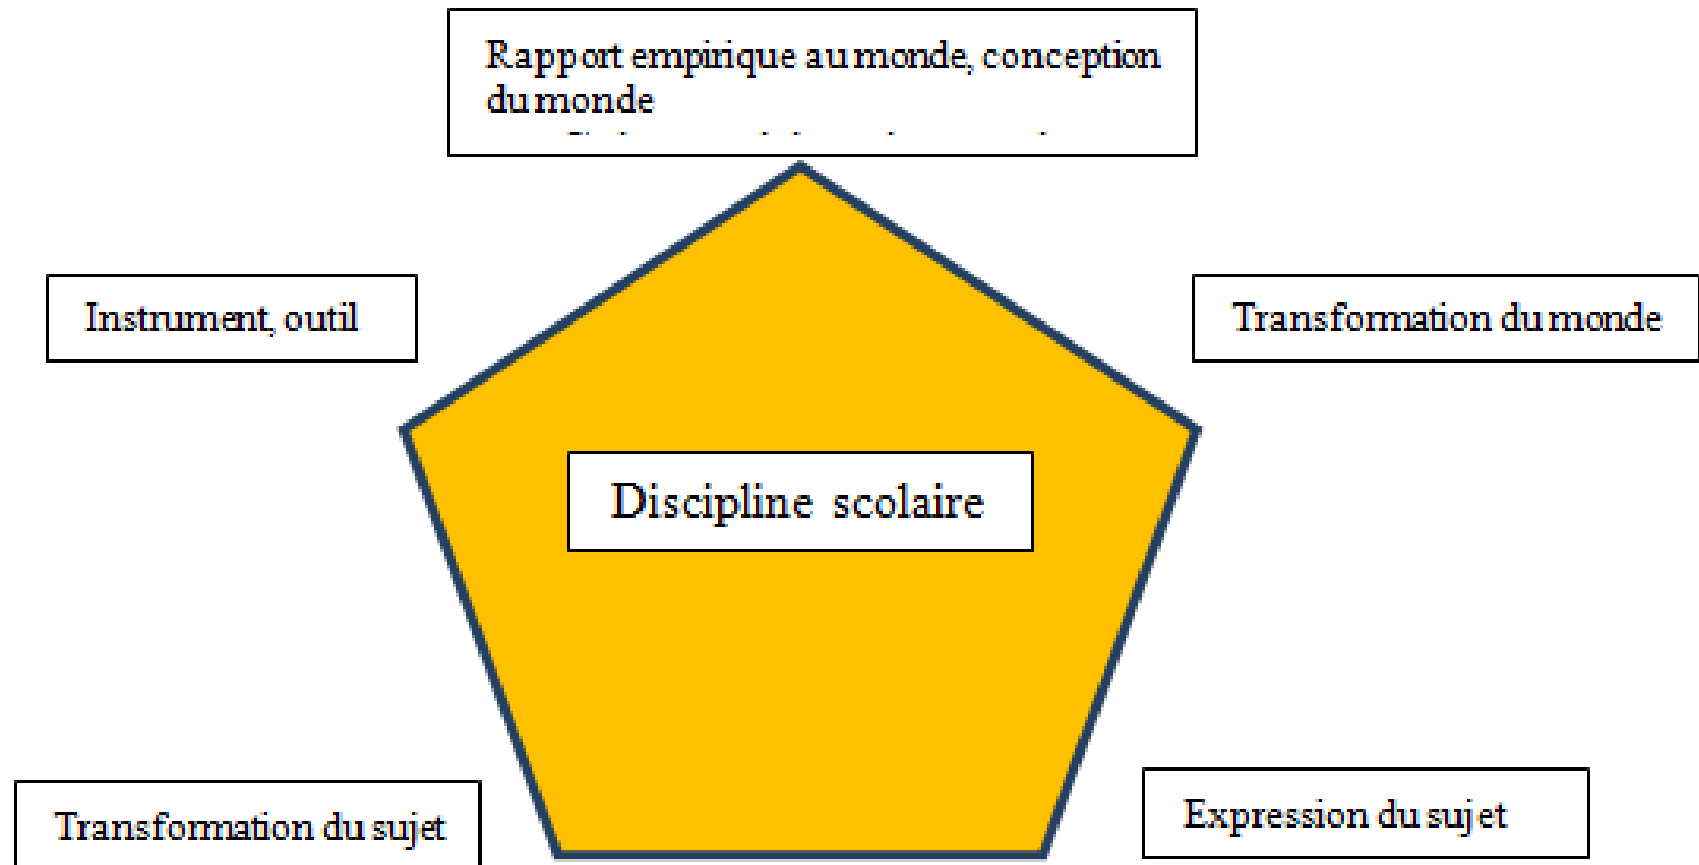 Rapport empirique au monde, conception
du monde
Instrument, outil
Transformation du monde
Discipline scolaire
Transformation du sujet
Expression du sujet